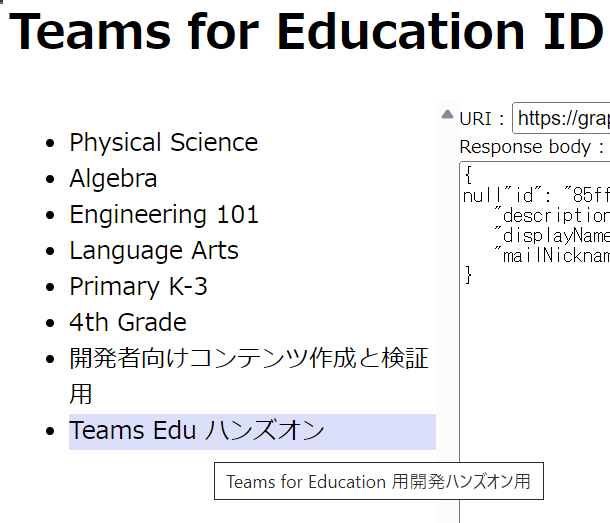 Teams for Education ID
Physical Science
Algebra
Engineering 101
Language Arts
Primary K-3
4th Grade
開発者向けコンテンツ作成と検証
用
Teams Edu ハンズオン
Teams for Education 用開発ハンズオン用
URI : https://grap
Response body :
{
null"id": "85ff
"description
"displayName
"mailNicknam
}